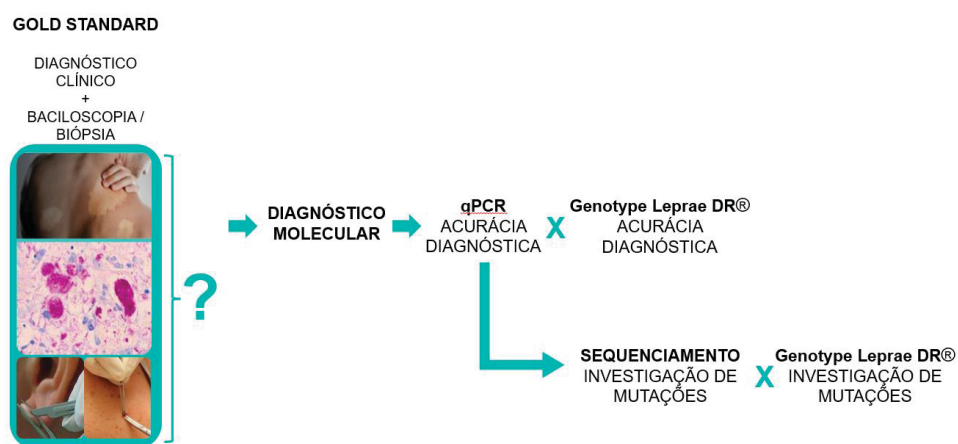 GOLD STANDARD
DIAGNÓSTICO
CLÍNICO
+
BACILOSCOPIA /
BIÓPSIA
?
DIAGNÓSTICO
MOLECULAR
qPCR
ACURÁCIA
DIAGNÓSTICA
X
Genotype Leprae DR®
ACURÁCIA
DIAGNÓSTICA
SEQUENCIAMENTO
INVESTIGAÇÃO DE
MUTAÇÕES
X
Genotype Leprae DR®
INVESTIGAÇÃO DE
MUTAÇÕES